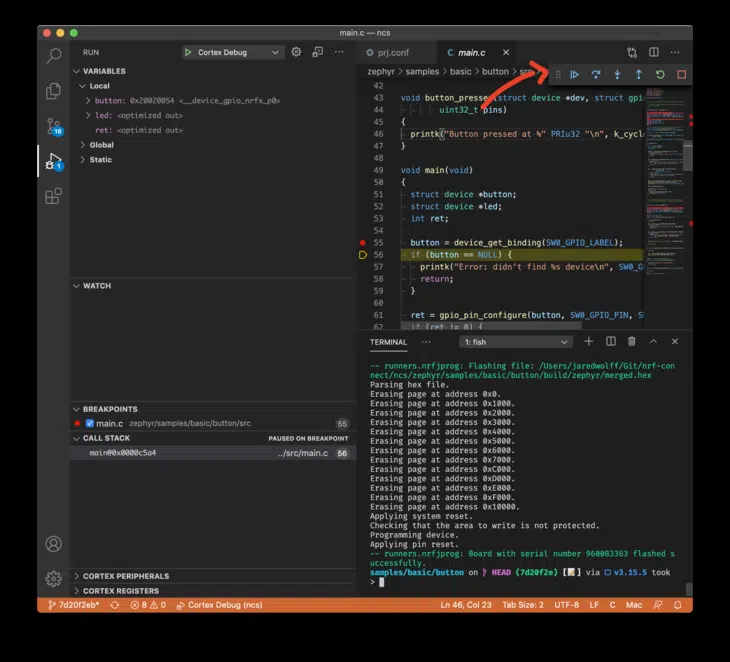 main.c — ncs
RUN
Cortex Debug
VARIABLES
Local
button: 0x20020054 <__device_gpio_nrfx_p0>
led: <optimized out>
ret: <optimized out>
Global
Static
WATCH
BREAKPOINTS
main.c zephyr/samples/basic/button/src 55
CALL STACK PAUSED ON BREAKPOINT
main@0x0000c5a4 ../src/main.c 56
CORTEX PERIPHERALS
CORTEX REGISTERS
16
1
prj.conf
main.c
zephyr > samples > basic > button > src
42
43 void button_pressed(struct device *dev, struct gpi
44 uint32_t pins)
45 {
46 printk("Button pressed at %" PRIu32 "\n", k_cycl
47 }
48
49 void main(void)
50 {
51 struct device *button;
52 struct device *led;
53 int ret;
54
55 button = device_get_binding(SW0_GPIO_LABEL);
56 if (button == NULL) {
57 printk("Error: didn't find %s device\n", SW0_G
58 return;
59 }
60
61 ret = gpio_pin_configure(button, SW0_GPIO_PIN, S
62 if (ret != 0) {
TERMINAL
1: fish
-- runners.nrfjprog: Flashing file: /Users/jaredwolff/Git/nrf-con
nect/ncs/zephyr/samples/basic/button/build/zephyr/merged.hex
Parsing hex file.
Erasing page at address 0x0.
Erasing page at address 0x1000.
Erasing page at address 0x2000.
Erasing page at address 0x3000.
Erasing page at address 0x4000.
Erasing page at address 0x5000.
Erasing page at address 0x6000.
Erasing page at address 0x7000.
Erasing page at address 0xC000.
Erasing page at address 0xD000.
Erasing page at address 0xE000.
Erasing page at address 0xF000.
Erasing page at address 0x10000.
Applying system reset.
Checking that the area to write is not protected.
Programming device.
Applying pin reset.
-- runners.nrfjprog: Board with serial number 960083363 flashed s
uccessfully.
samples/basic/button on HEAD (7d20f2e) [] via v3.15.5 took
>
7d20f2eb* 8 0 Cortex Debug (ncs)
Ln 46, Col 23 Tab Size: 2 UTF-8 LF C Mac